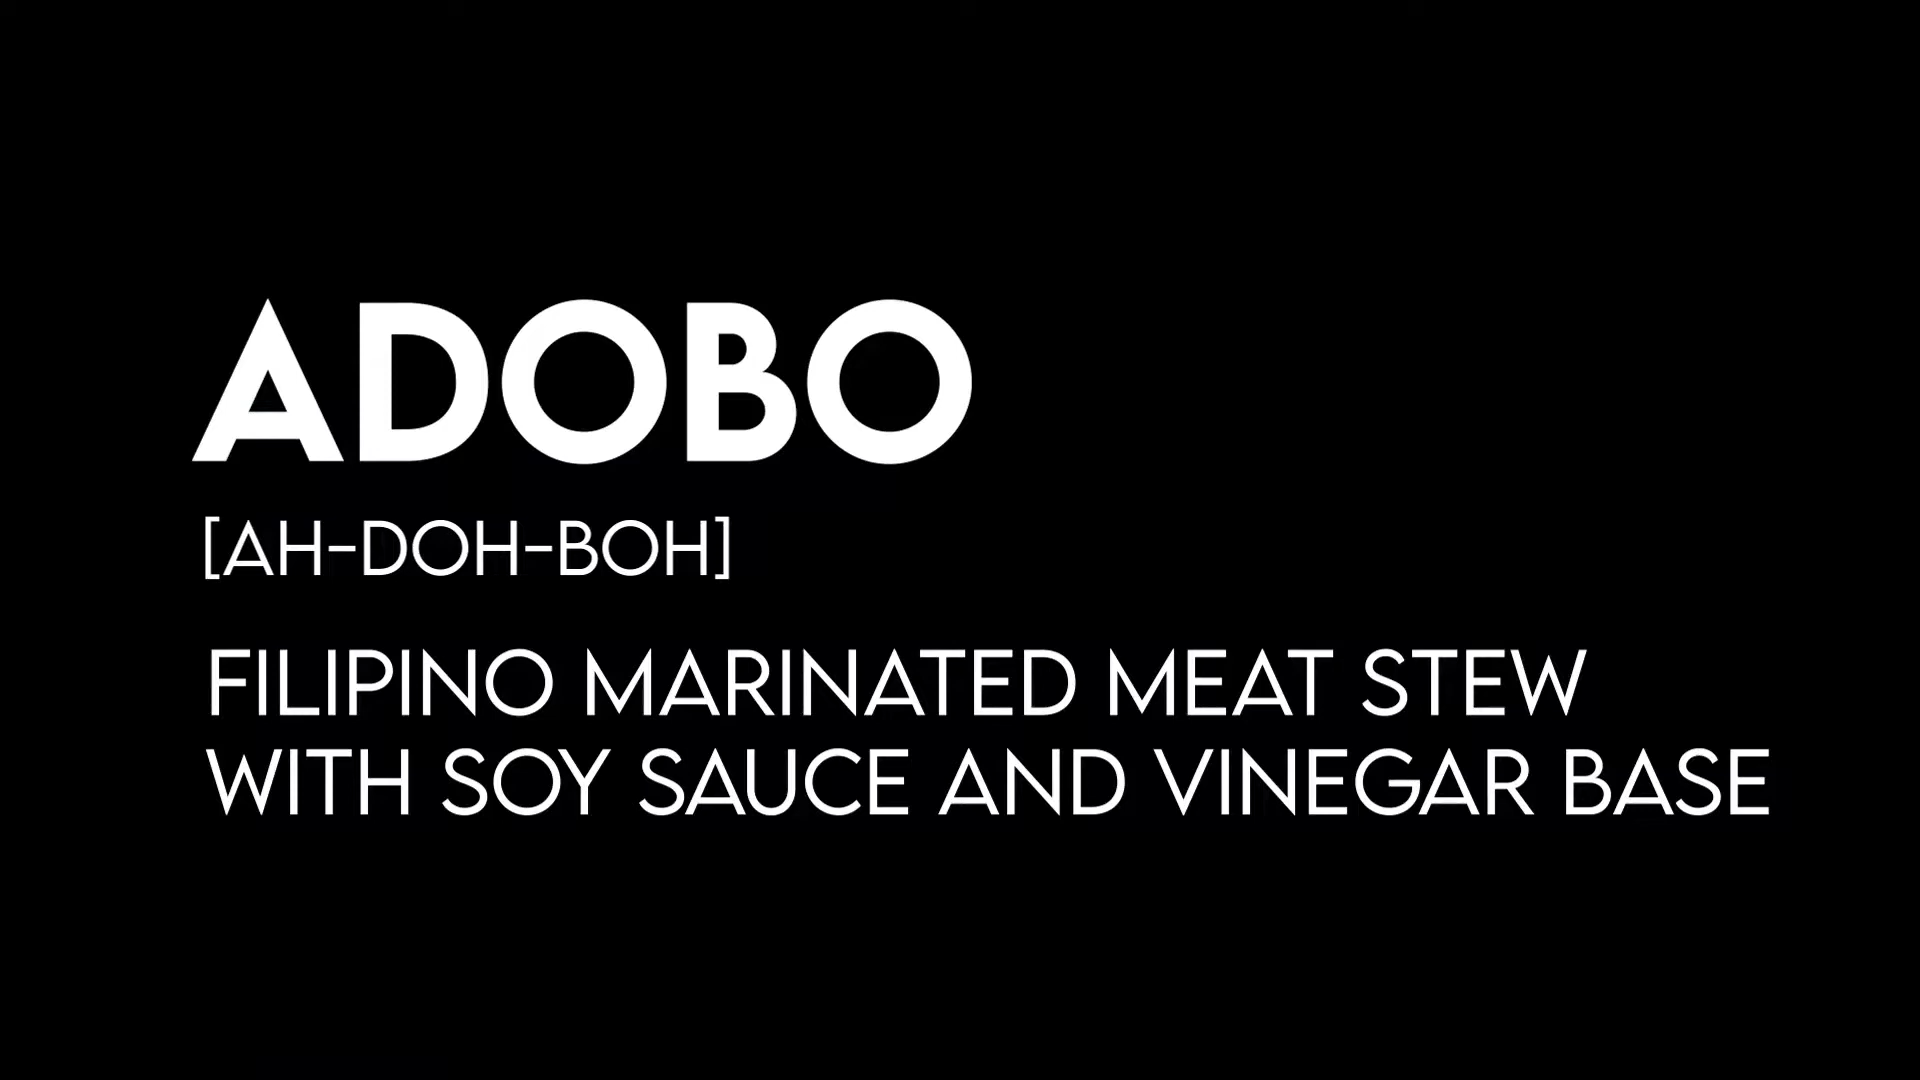 ADOBO
[AH-DOH-BOH]
FILIPINO MARINATED MEAT STEW
WITH SOY SAUCE AND VINEGAR BASE